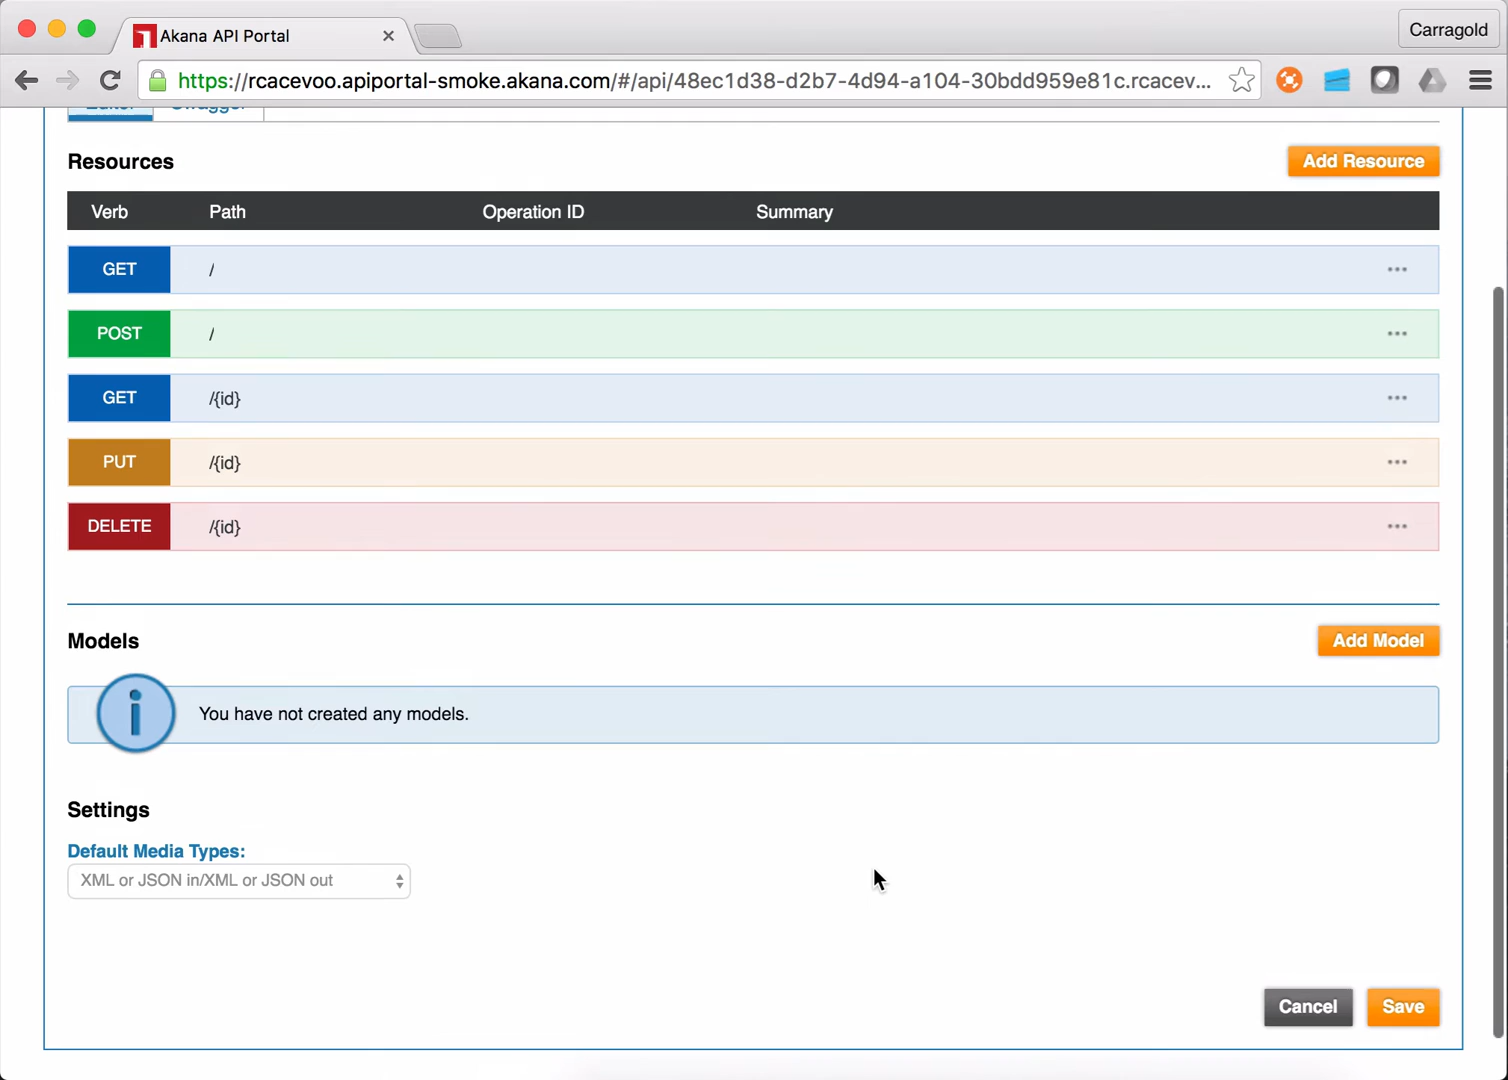 Akana API Portal
Carragold
https://rcacevoo.apiportal-smoke.akana.com/#/api/48ec1d38-d2b7-4d94-a104-30bdd959e81c.rcacev...
Editor Swagger
Resources
Add Resource
Verb Path Operation ID Summary
GET /
POST /
GET /{id}
PUT /{id}
DELETE /{id}
Models
Add Model
You have not created any models.
Settings
Default Media Types:
XML or JSON in/XML or JSON out
Cancel Save